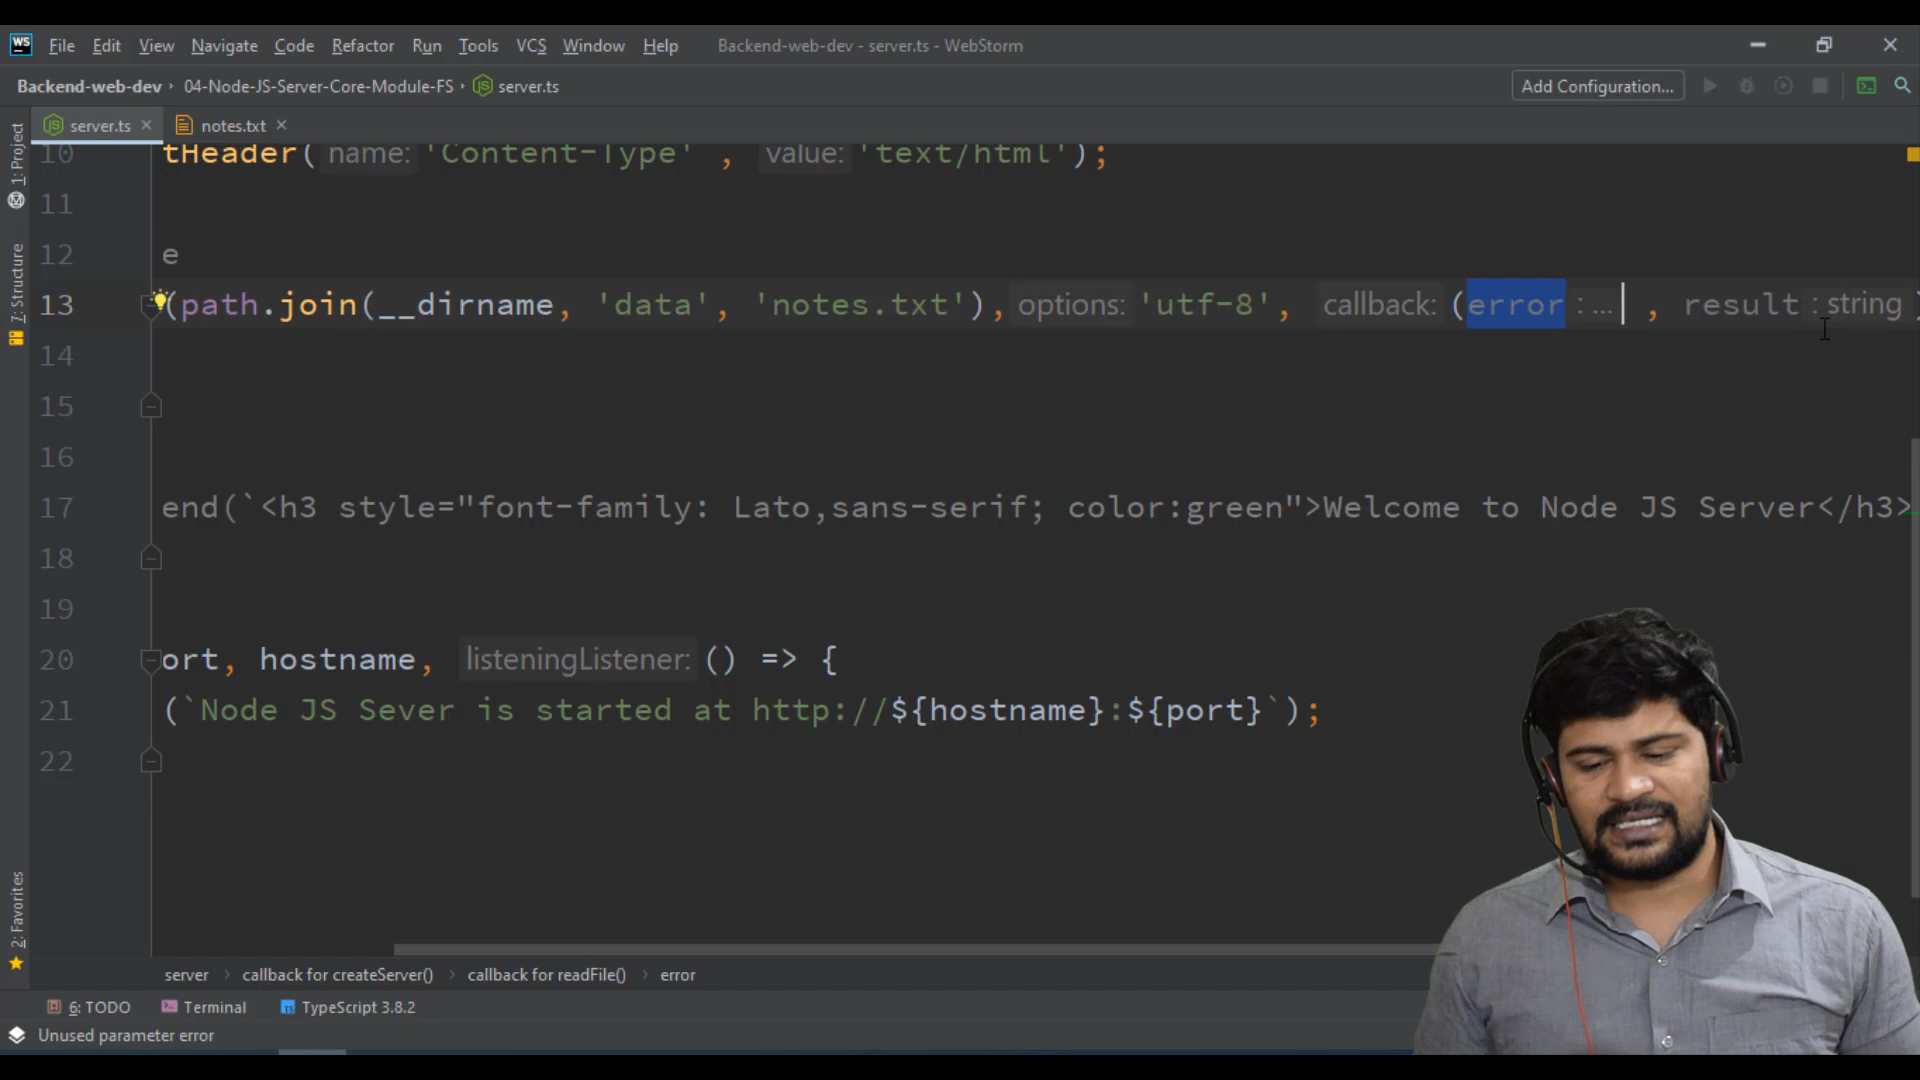 WS File Edit View Navigate Code Refactor Run Tools VCS Window Help Backend-web-dev - server.ts - WebStorm
Backend-web-dev › 04-Node-JS-Server-Core-Module-FS › server.ts Add Configuration...
server.ts notes.txt
1: Project
7: Structure
2: Favorites
10 tHeader( name: 'Content-Type' , value: 'text/html');
11
12 e
13 (path.join(__dirname, 'data', 'notes.txt'), options: 'utf-8', callback: (error : ... , result : string )
14
15
16
17 end(`<h3 style="font-family: Lato,sans-serif; color:green">Welcome to Node JS Server</h3>
18
19
20 ort, hostname, listeningListener: () => {
21 (`Node JS Sever is started at http://${hostname}:${port}`);
22
server › callback for createServer() › callback for readFile() › error
6: TODO Terminal TypeScript 3.8.2
Unused parameter error